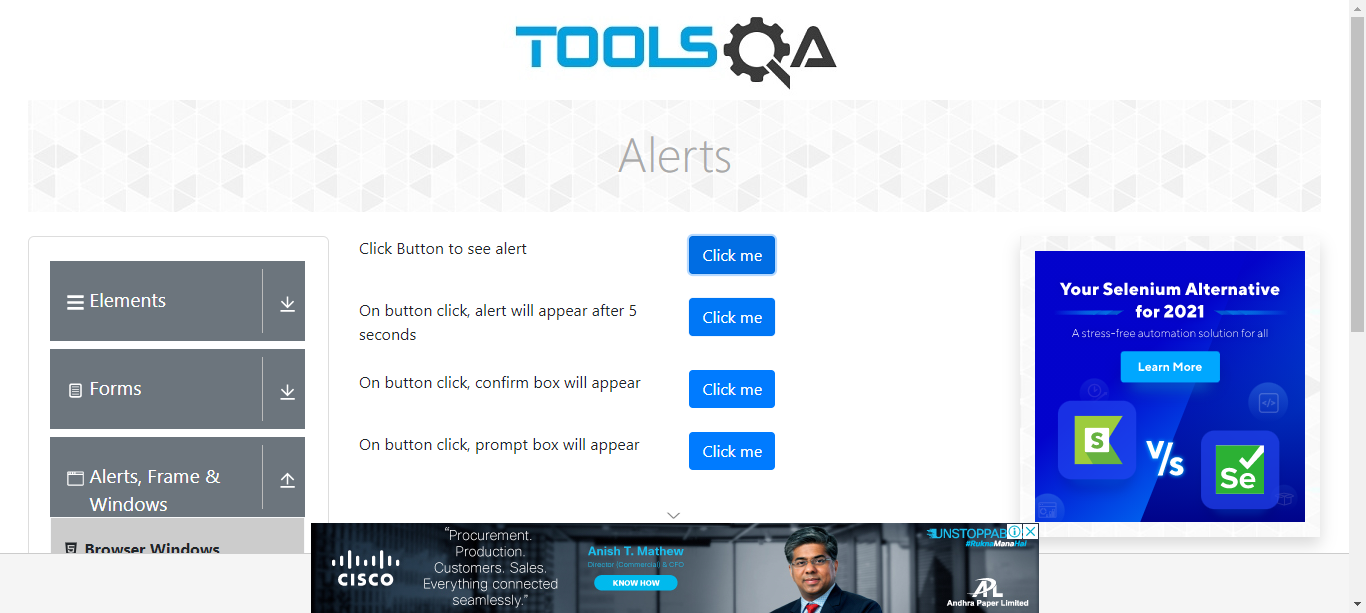 TOOLSQA
Alerts
Elements
Forms
Alerts, Frame &
Windows
Browser Windows
Click Button to see alert
Click me
On button click, alert will appear after 5
seconds
Click me
On button click, confirm box will appear
Click me
On button click, prompt box will appear
Click me
Your Selenium Alternative
for 2021
A stress-free automation solution for all
Learn More
S
V/s
Se
CISCO
“Procurement.
Production.
Customers. Sales.
Everything connected
seamlessly.”
Anish T. Mathew
Director (Commercial) & CFO
KNOW HOW
UNSTOPPAB
#RuknaManaHai
APL
Andhra Paper Limited